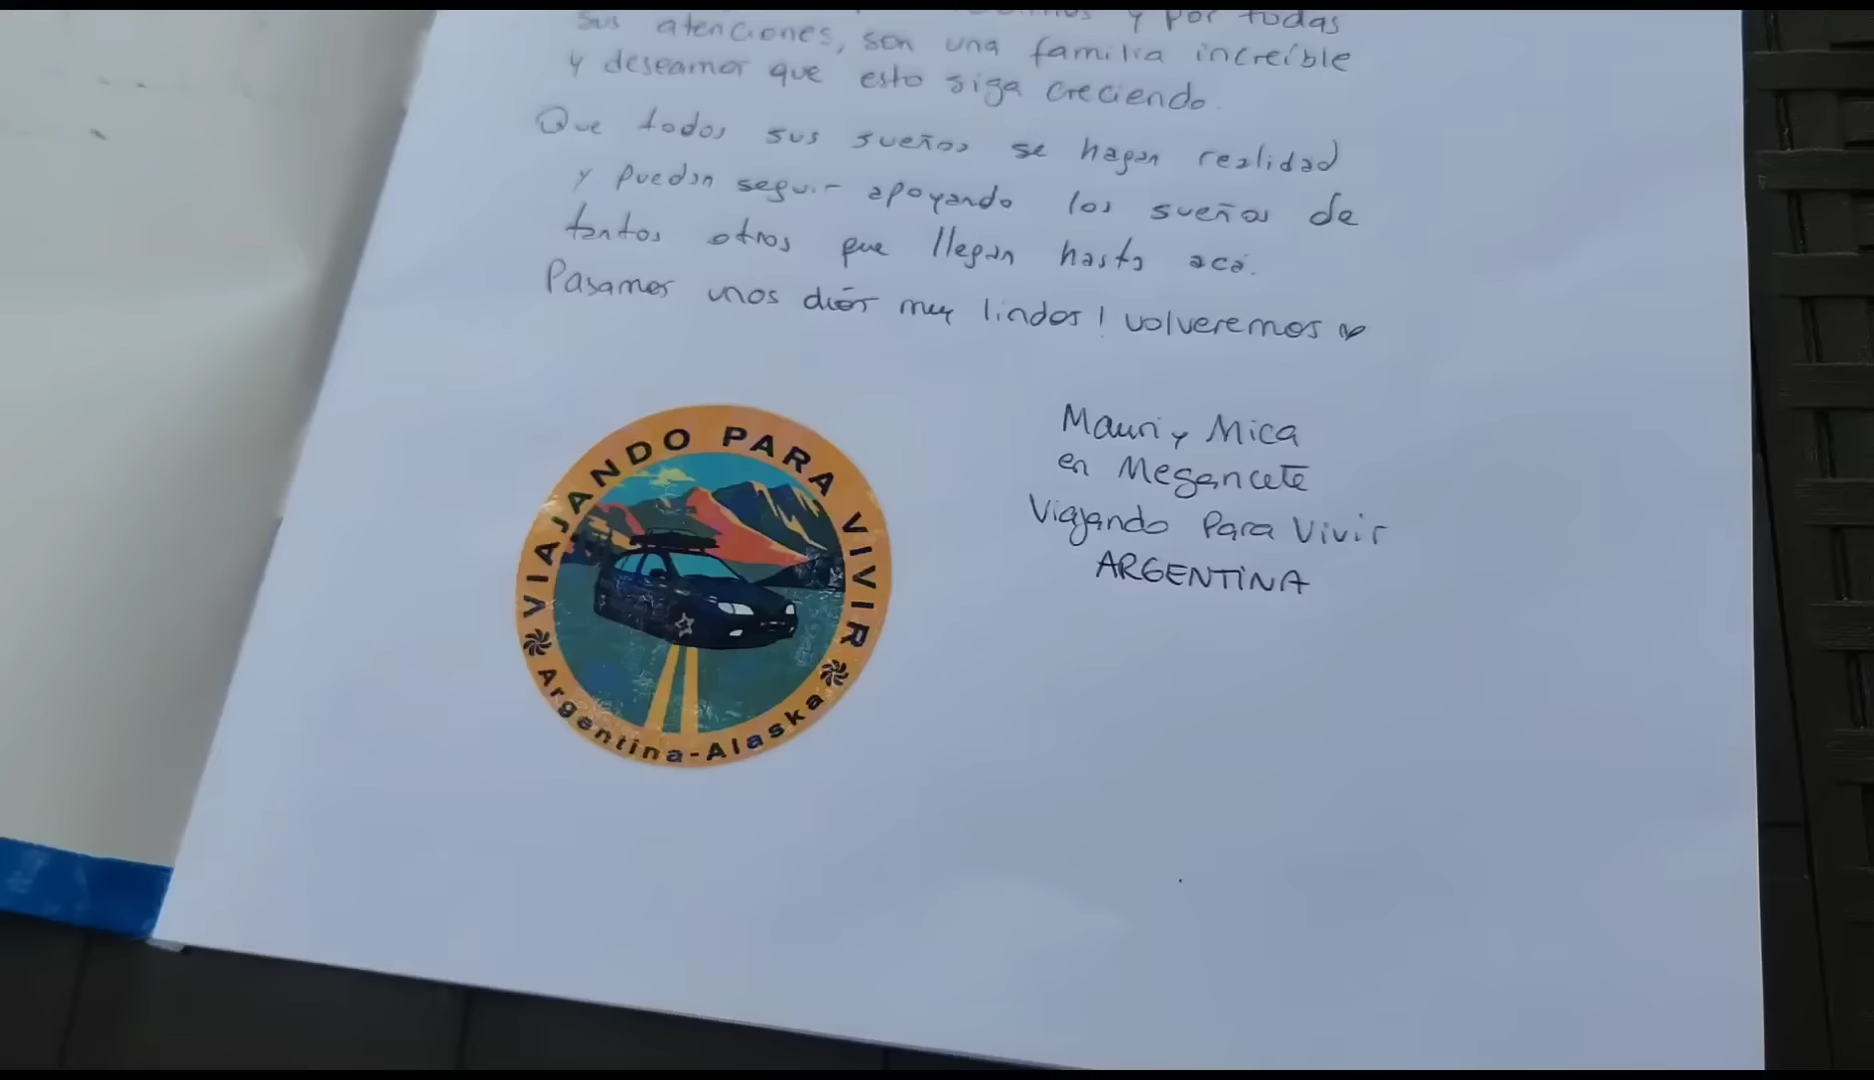 y por todas
sus atenciones, son una familia increíble
y deseamos que esto siga creciendo.
Que todos sus sueños se hagan realidad
y puedan seguir apoyando los sueños de
tantos otros que llegan hasta acá.
Pasamos unos días muy lindos! volveremos
VIAJANDO PARA VIVIR
Argentina-Alaska
Mauri y Mica
en Megancete
Viajando Para Vivir
ARGENTINA